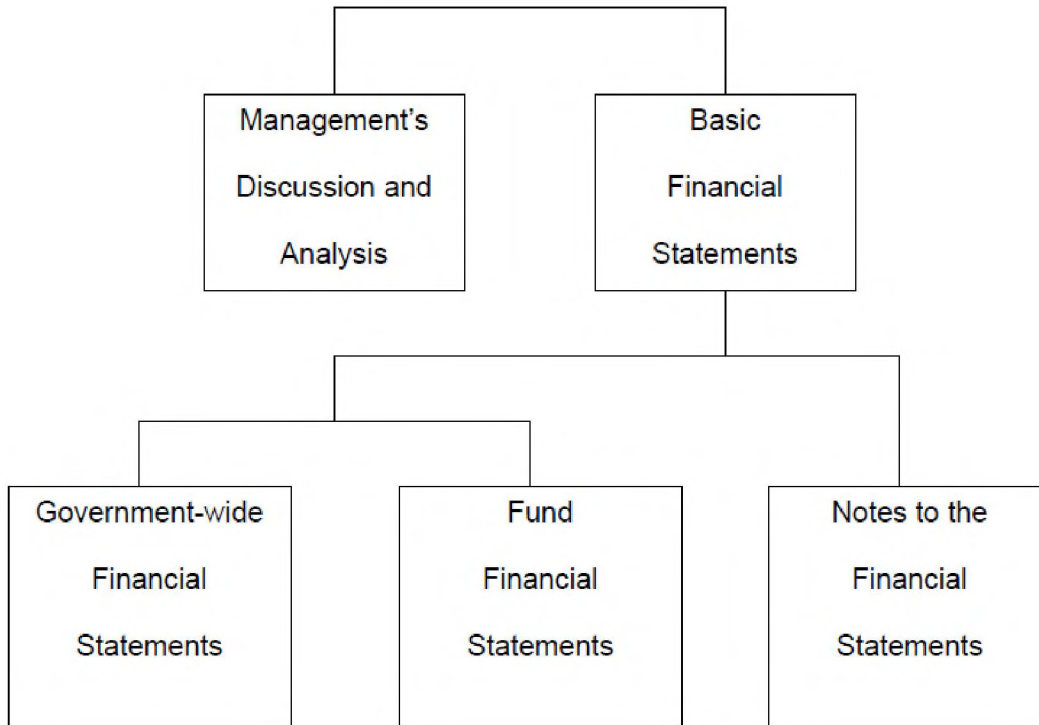 Management's
Discussion and
Analysis
Basic
Financial
Statements
Government-wide
Financial
Statements
Fund
Financial
Statements
Notes to the
Financial
Statements